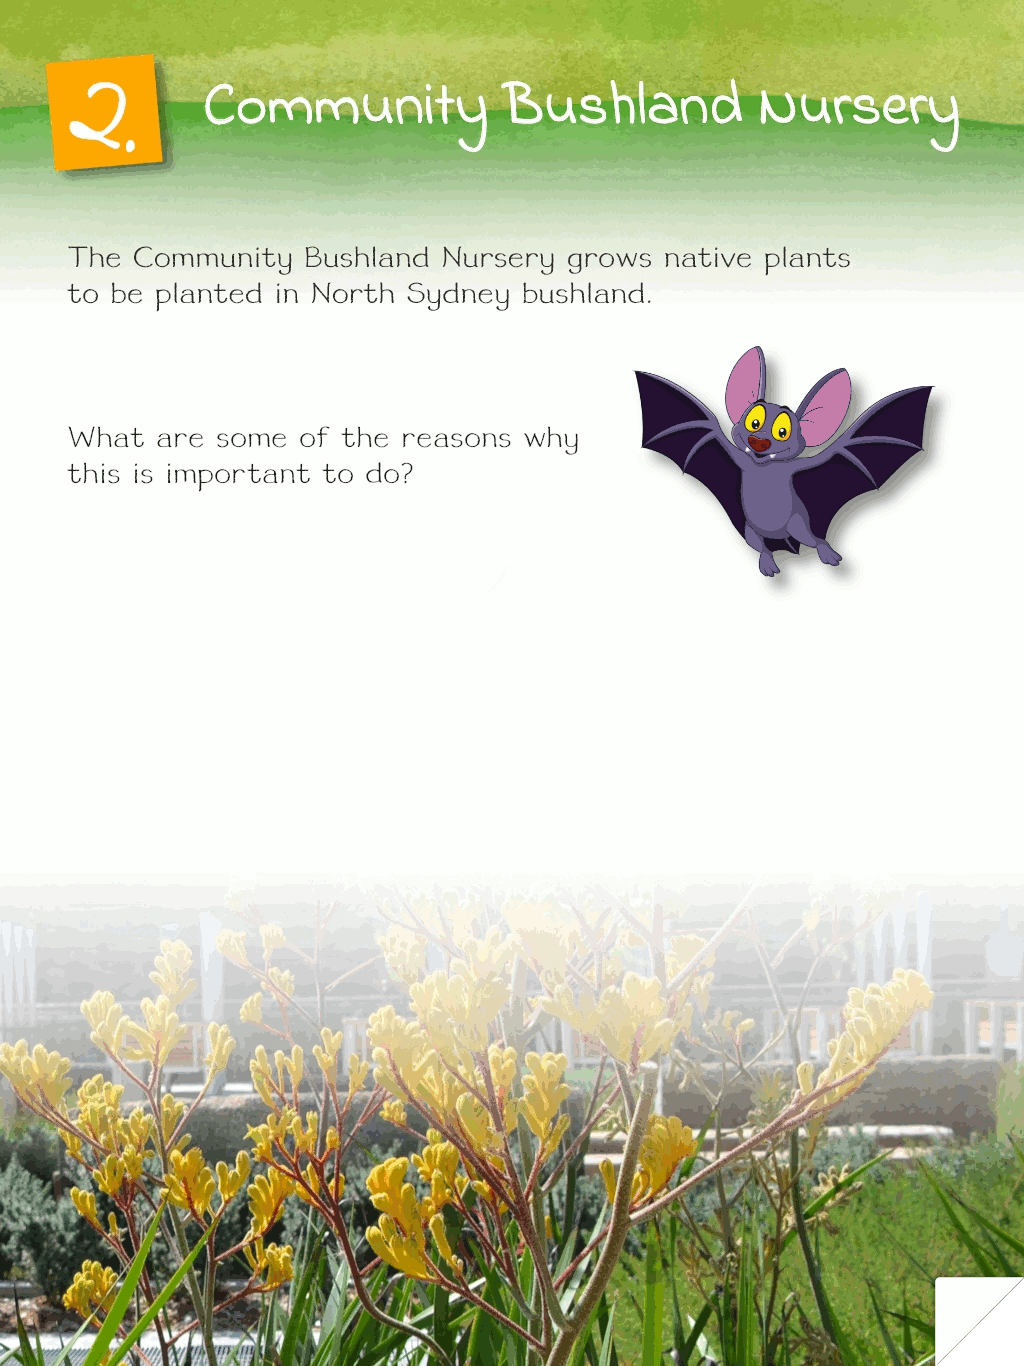 2.
Community Bushland Nursery
The Community Bushland Nursery grows native plants
to be planted in North Sydney bushland.
What are some of the reasons why
this is important to do?